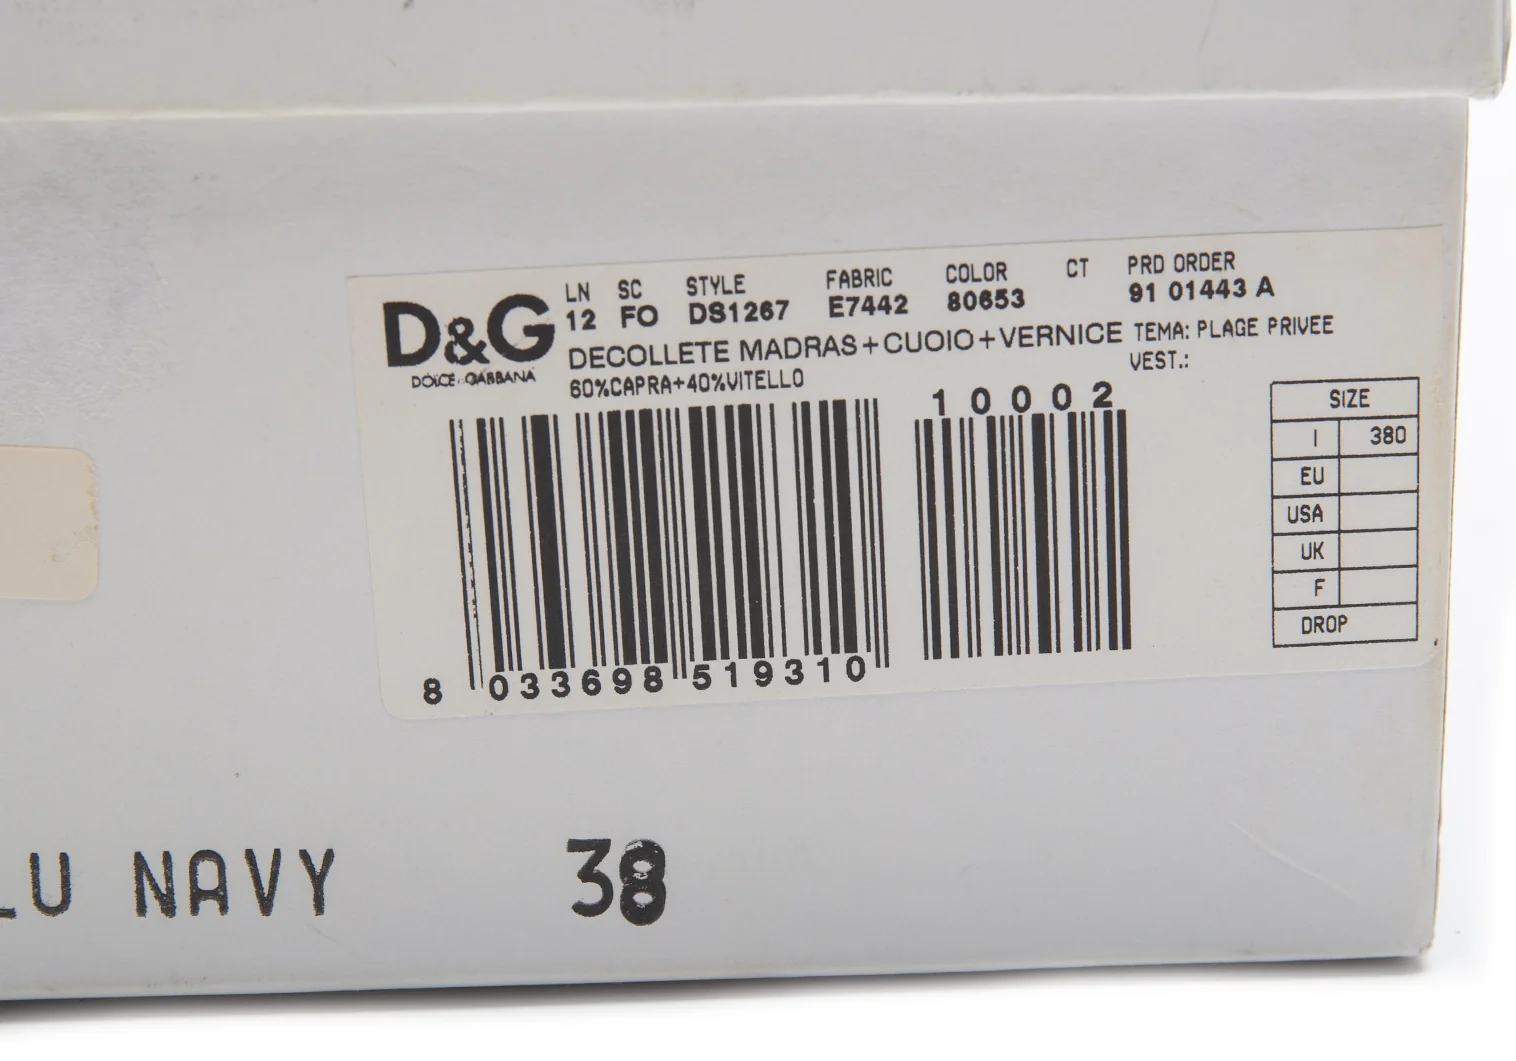 D&G
DOLCE & GABBANA
LN SC STYLE FABRIC COLOR CT PRD ORDER
12 FO DS1267 E7442 80653 91 01443 A
DECOLLETE MADRAS+CUOIO+VERNICE TEMA: PLAGE PRIVEE
60%CAPRA+40%VITELLO VEST.:
10002
SIZE
I 380
EU
USA
UK
F
DROP
8 033698 519310
LU NAVY 38